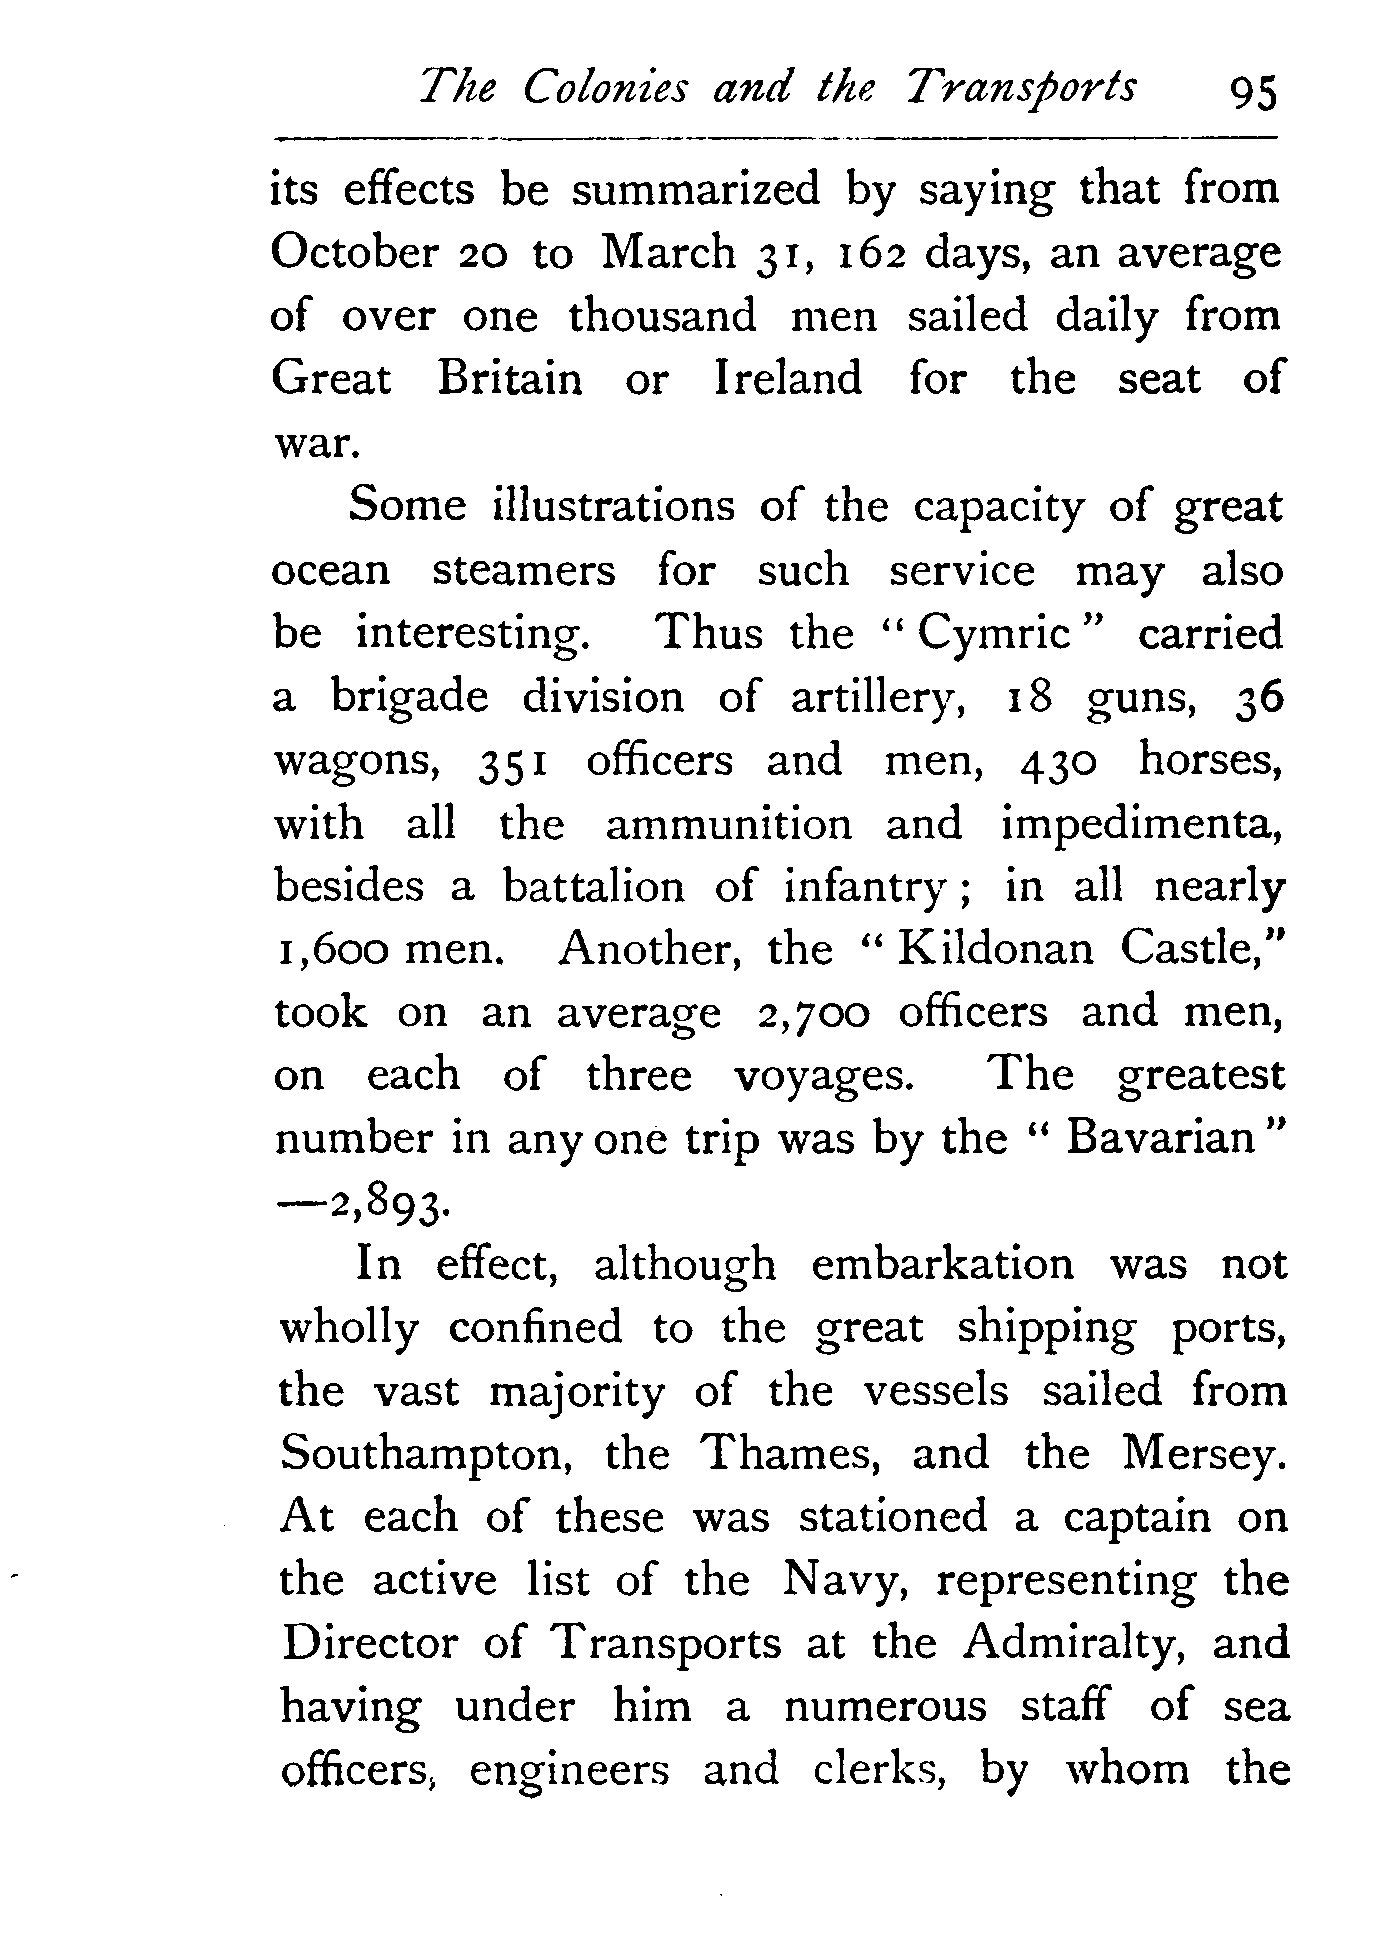 The Colonies and the Transports 95
its effects be summarized by saying that from
October 20 to March 31, 162 days, an average
of over one thousand men sailed daily from
Great Britain or Ireland for the seat of
war.
Some illustrations of the capacity of great
ocean steamers for such service may also
be interesting. Thus the “ Cymric ” carried
a brigade division of artillery, 18 guns, 36
wagons, 351 officers and men, 430 horses,
with all the ammunition and impedimenta,
besides a battalion of infantry ; in all nearly
1,600 men. Another, the “ Kildonan Castle,”
took on an average 2,700 officers and men,
on each of three voyages. The greatest
number in any one trip was by the “ Bavarian ”
—2,893.
In effect, although embarkation was not
wholly confined to the great shipping ports,
the vast majority of the vessels sailed from
Southampton, the Thames, and the Mersey.
At each of these was stationed a captain on
the active list of the Navy, representing the
Director of Transports at the Admiralty, and
having under him a numerous staff of sea
officers, engineers and clerks, by whom the